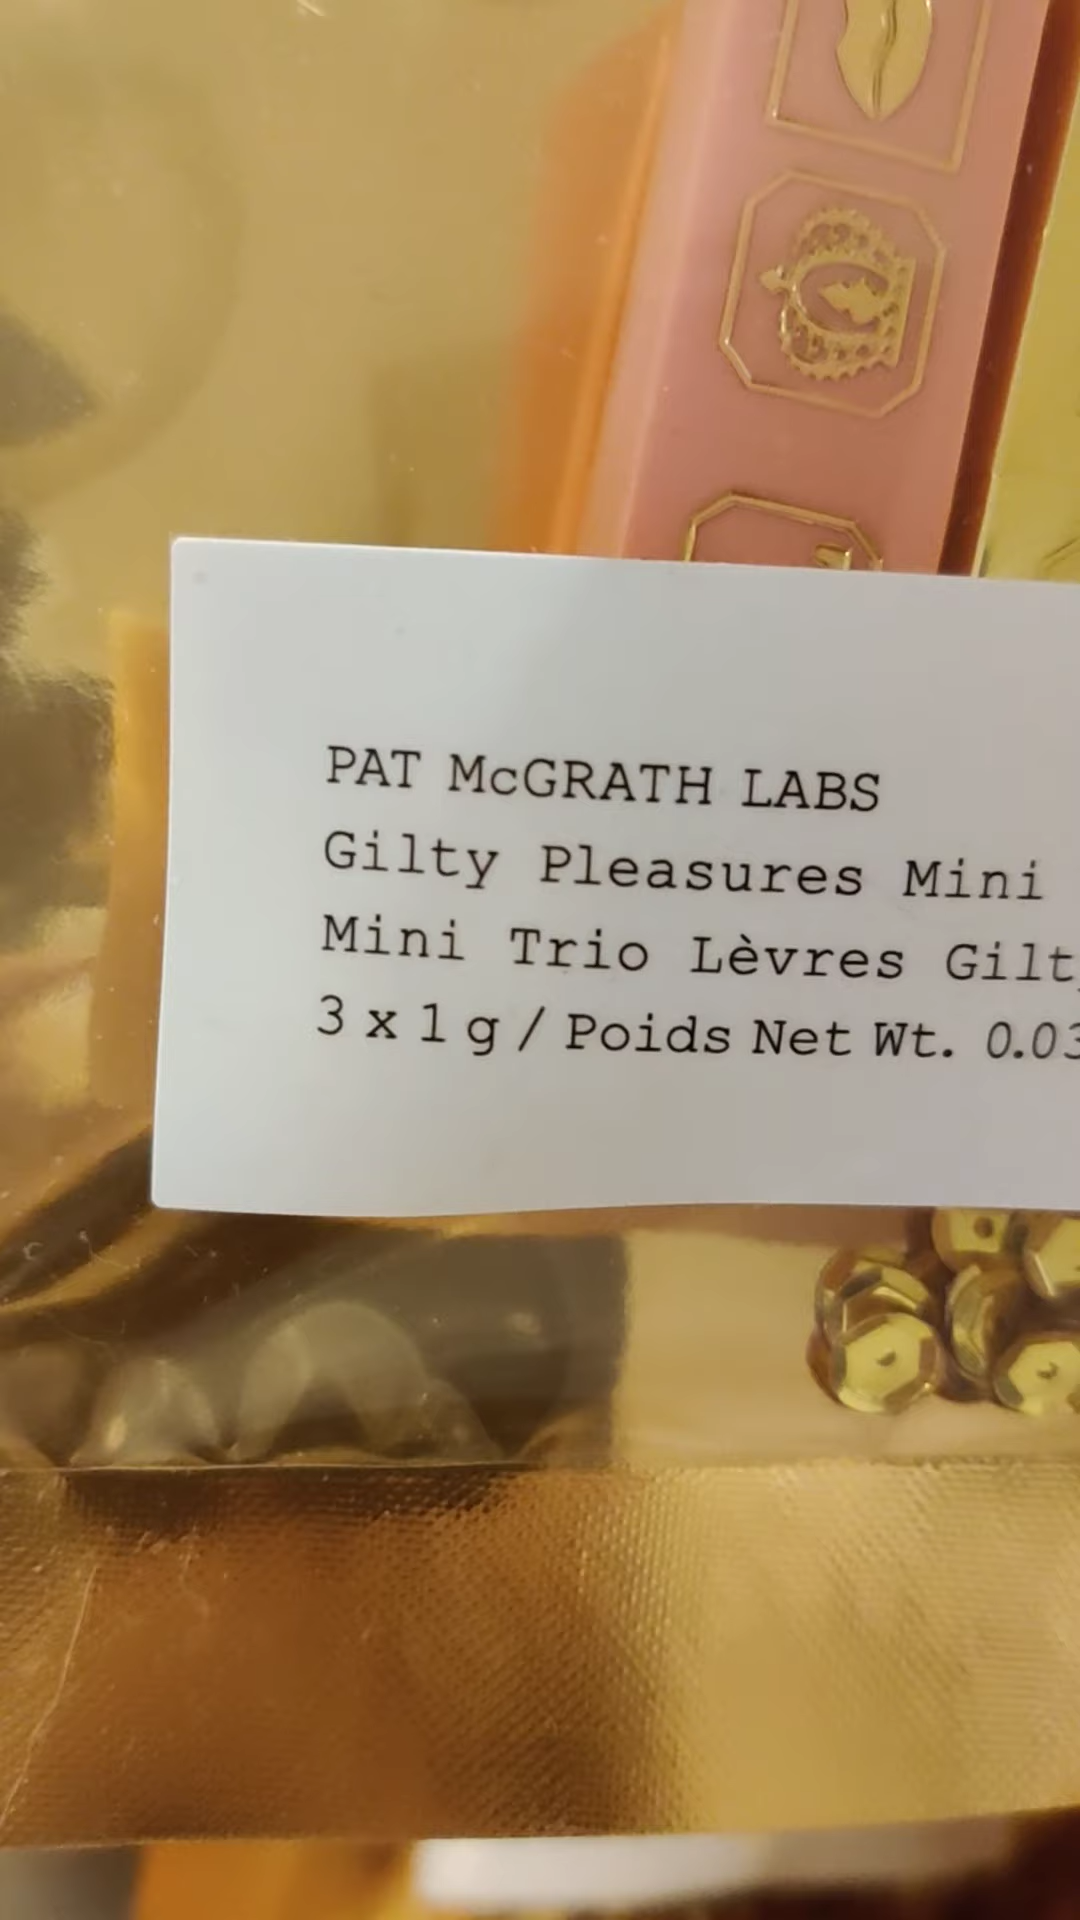 PAT McGRATH LABS
Gilty Pleasures Mini
Mini Trio Lèvres Gilt
3 x 1 g / Poids Net Wt. 0.03